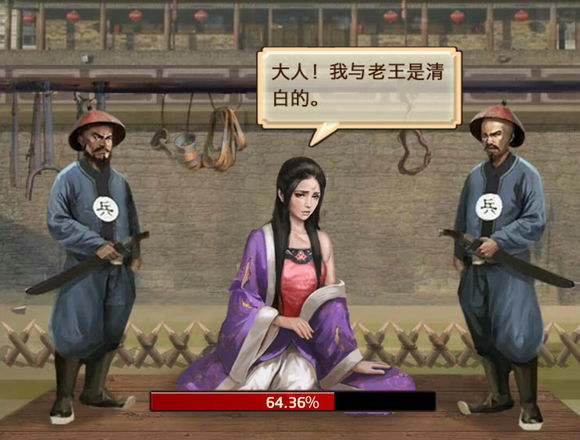 大人！我与老王是清
白的。
兵
兵
64.36%